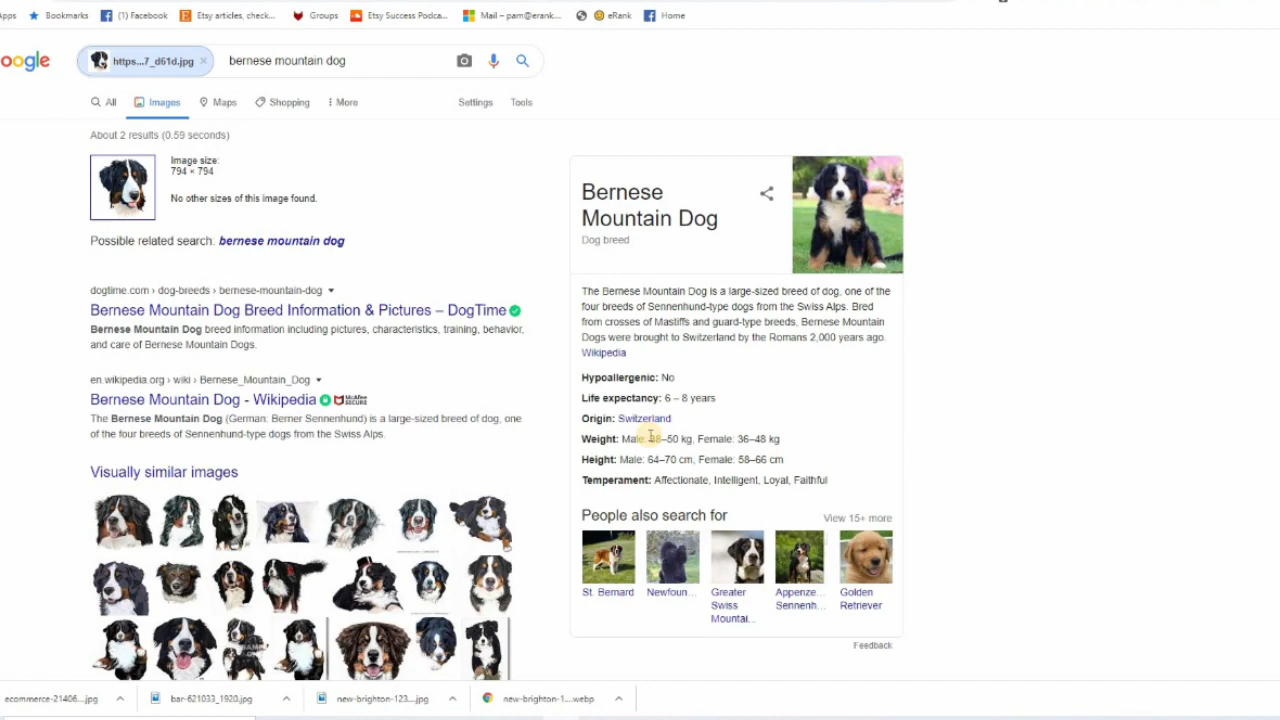 Apps Bookmarks (1) Facebook Etsy articles, check... Groups Etsy Success Podca... Mail – pam@erank.... eRank Home
oogle https...7_d61d.jpg × bernese mountain dog
All Images Maps Shopping More Settings Tools
About 2 results (0.59 seconds)
Image size:
794 × 794
No other sizes of this image found.
Possible related search: bernese mountain dog
dogtime.com › dog-breeds › bernese-mountain-dog
Bernese Mountain Dog Breed Information & Pictures – DogTime
Bernese Mountain Dog breed information including pictures, characteristics, training, behavior,
and care of Bernese Mountain Dogs.
en.wikipedia.org › wiki › Bernese_Mountain_Dog
Bernese Mountain Dog - Wikipedia McAfee SECURE
The Bernese Mountain Dog (German: Berner Sennenhund) is a large-sized breed of dog, one
of the four breeds of Sennenhund-type dogs from the Swiss Alps.
Visually similar images
Bernese
Mountain Dog
Dog breed
The Bernese Mountain Dog is a large-sized breed of dog, one of the
four breeds of Sennenhund-type dogs from the Swiss Alps. Bred
from crosses of Mastiffs and guard-type breeds, Bernese Mountain
Dogs were brought to Switzerland by the Romans 2,000 years ago.
Wikipedia
Hypoallergenic: No
Life expectancy: 6 – 8 years
Origin: Switzerland
Weight: Male: 38–50 kg, Female: 36–48 kg
Height: Male: 64–70 cm, Female: 58–66 cm
Temperament: Affectionate, Intelligent, Loyal, Faithful
People also search for View 15+ more
St. Bernard Newfoun... Greater Swiss Mountai... Appenze... Sennenh... Golden Retriever
Feedback
ecommerce-21406....jpg bar-621033_1920.jpg new-brighton-123....jpg new-brighton-1....webp